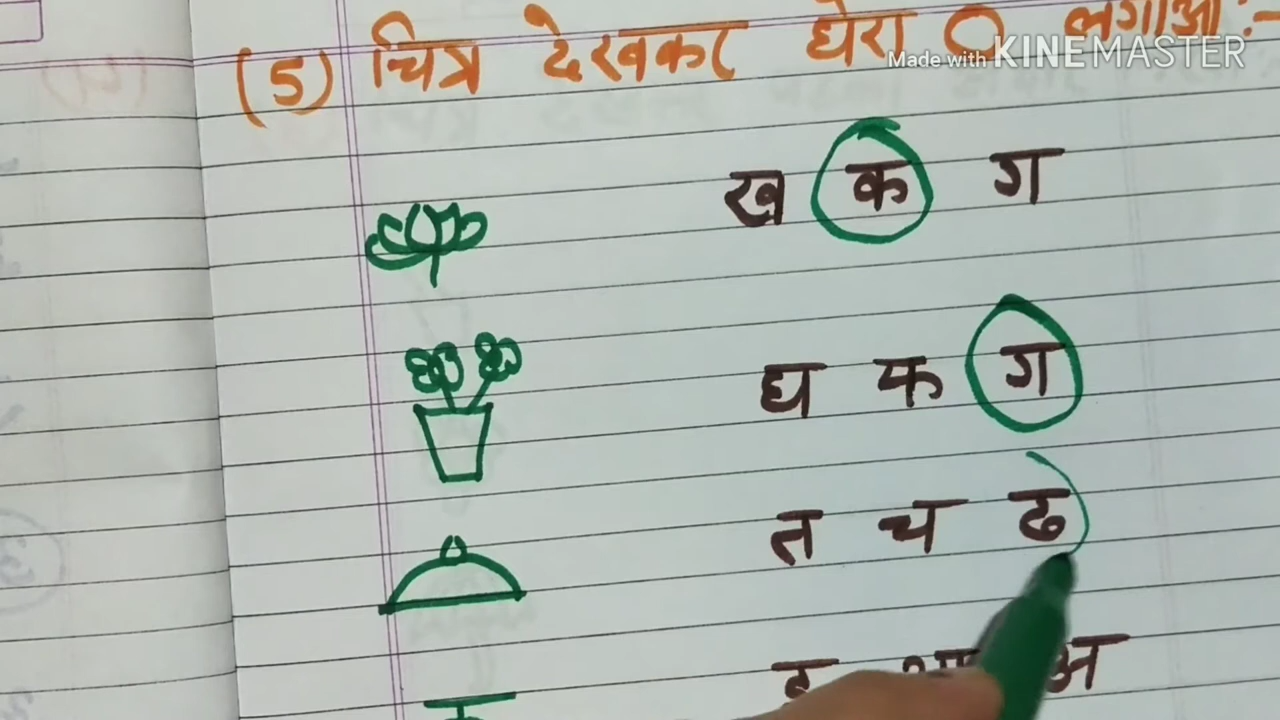 (5) चित्र देखकर घेरा O लगाओ :-
Made with KINEMASTER
ख क ग
घ फ ग
त च ढ
अ